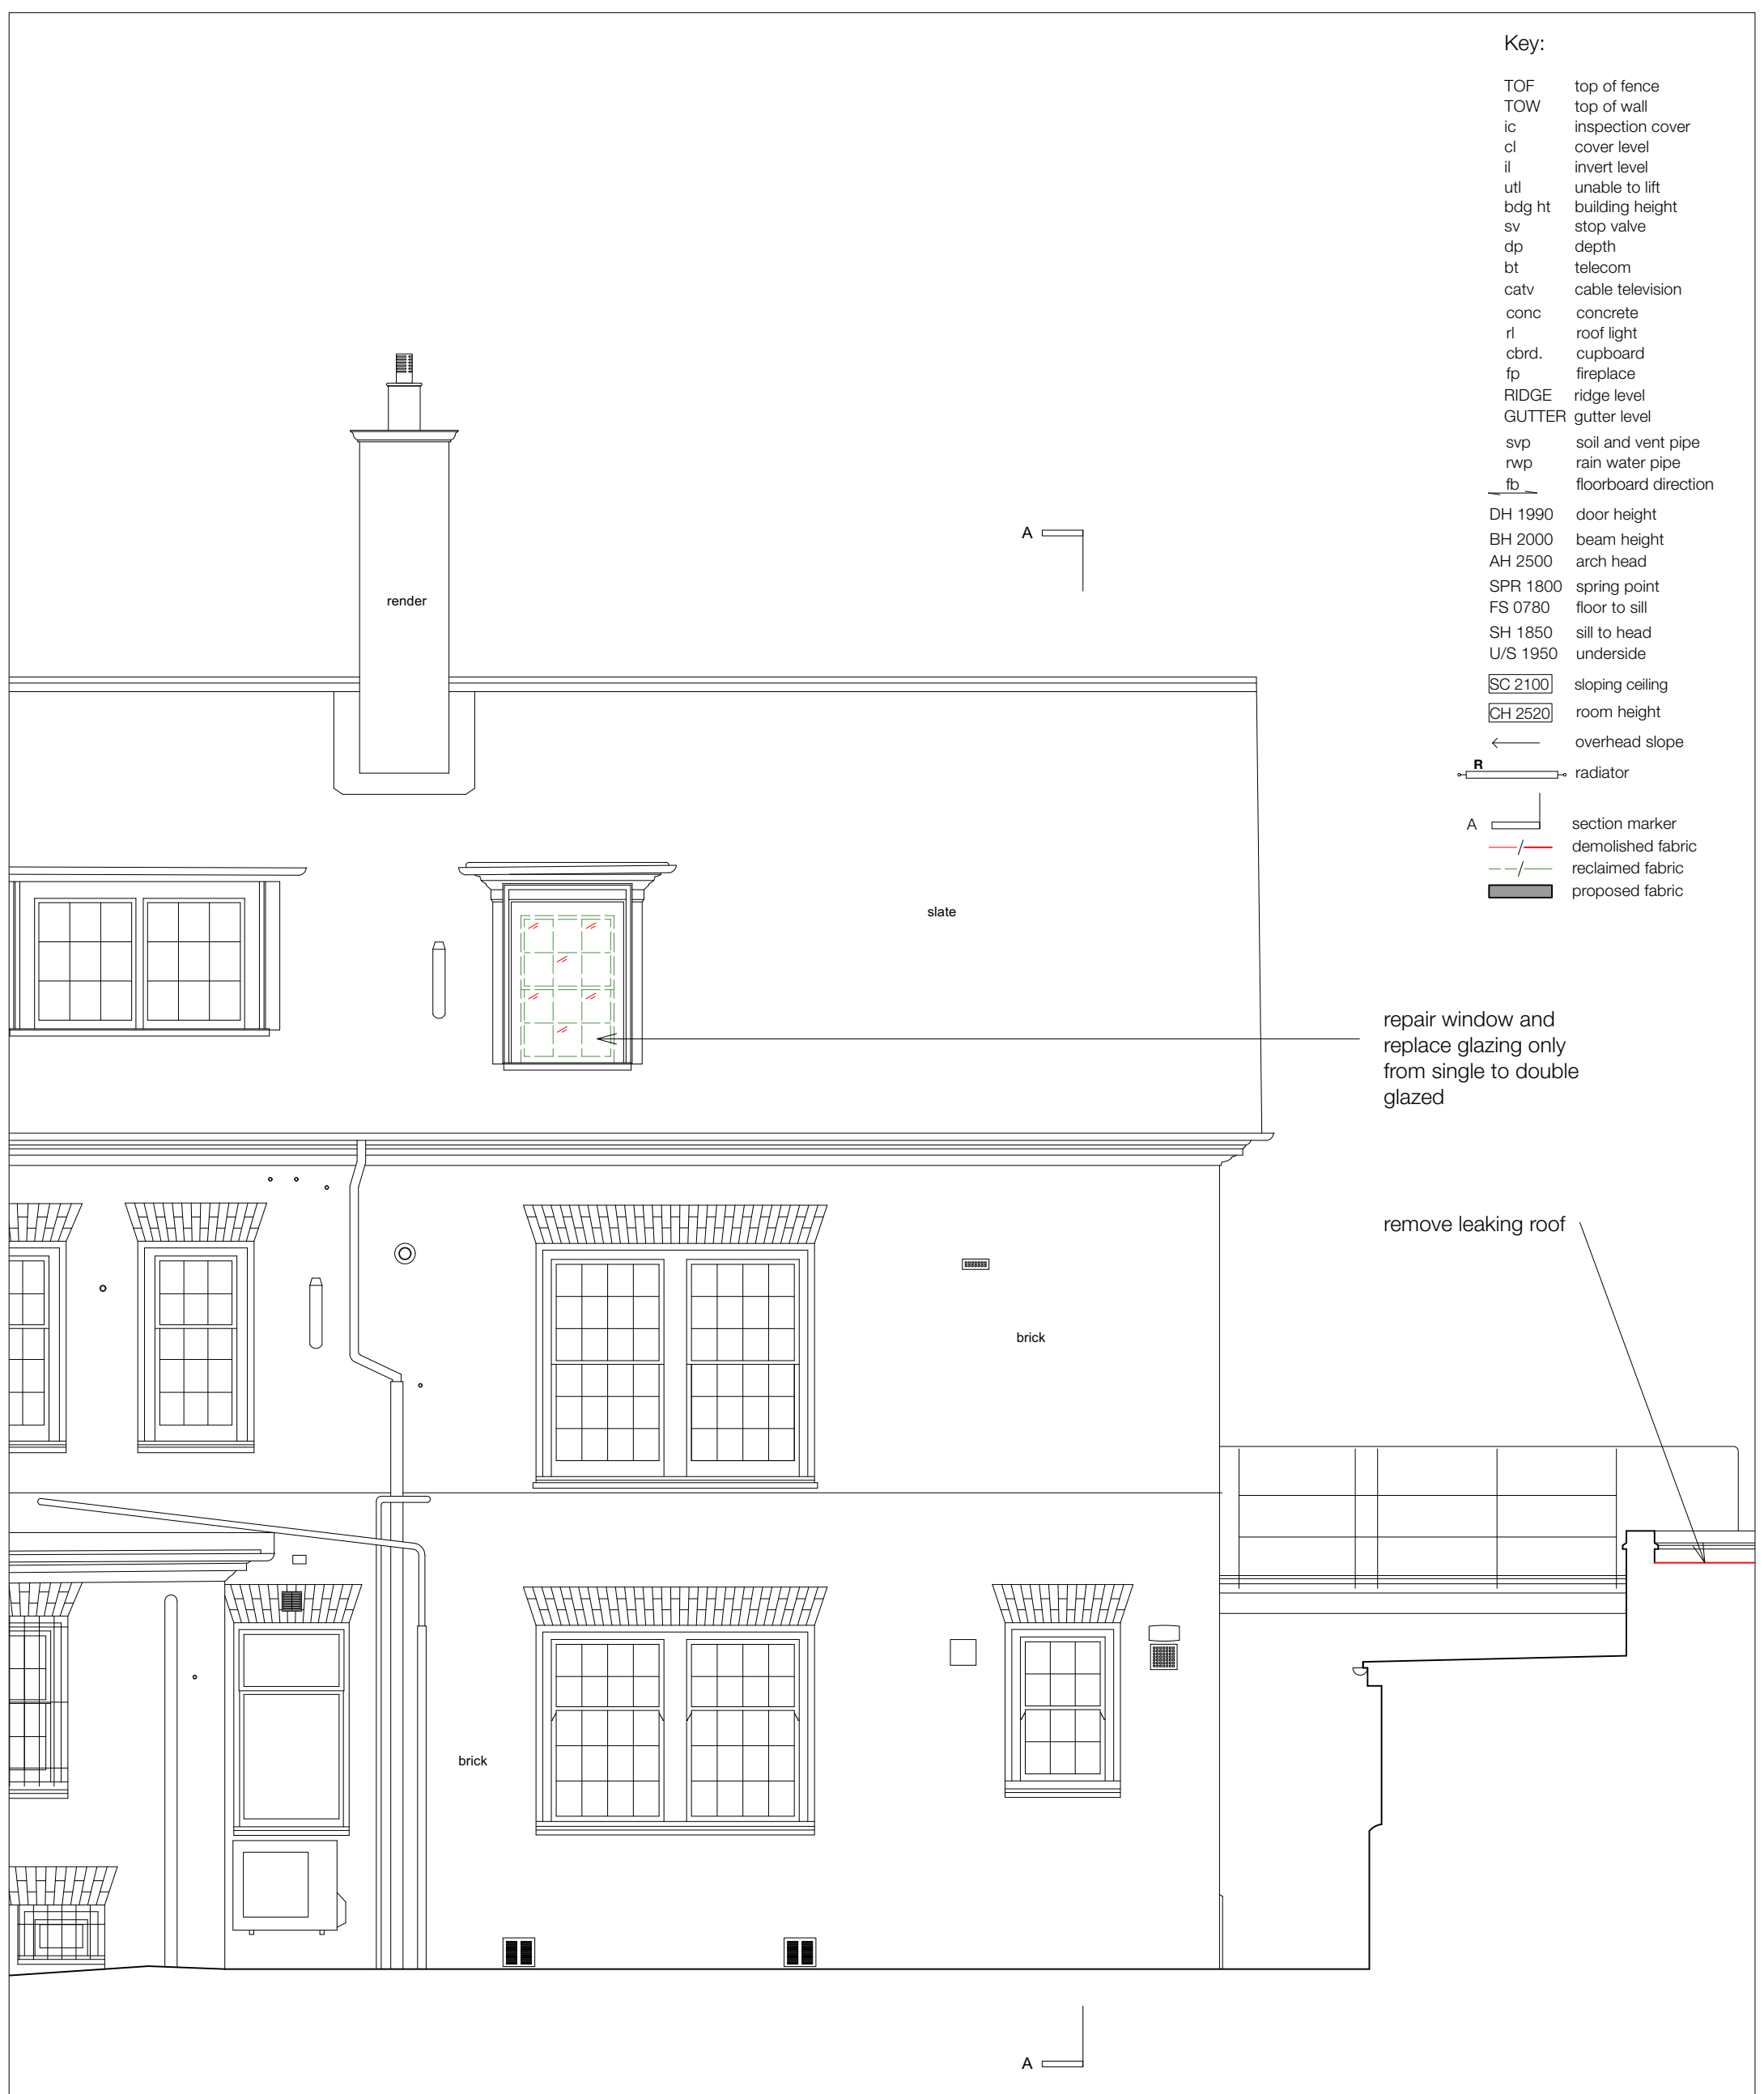 Key:
TOF top of fence
TOW top of wall
ic inspection cover
cl cover level
il invert level
utl unable to lift
bdg ht building height
sv stop valve
dp depth
bt telecom
catv cable television
conc concrete
rl roof light
cbrd. cupboard
fp fireplace
RIDGE ridge level
GUTTER gutter level
svp soil and vent pipe
rwp rain water pipe
fb floorboard direction
DH 1990 door height
BH 2000 beam height
AH 2500 arch head
SPR 1800 spring point
FS 0780 floor to sill
SH 1850 sill to head
U/S 1950 underside
SC 2100 sloping ceiling
CH 2520 room height
overhead slope
R radiator
A section marker
demolished fabric
reclaimed fabric
proposed fabric
A
render
slate
repair window and
replace glazing only
from single to double
glazed
remove leaking roof
brick
brick
A